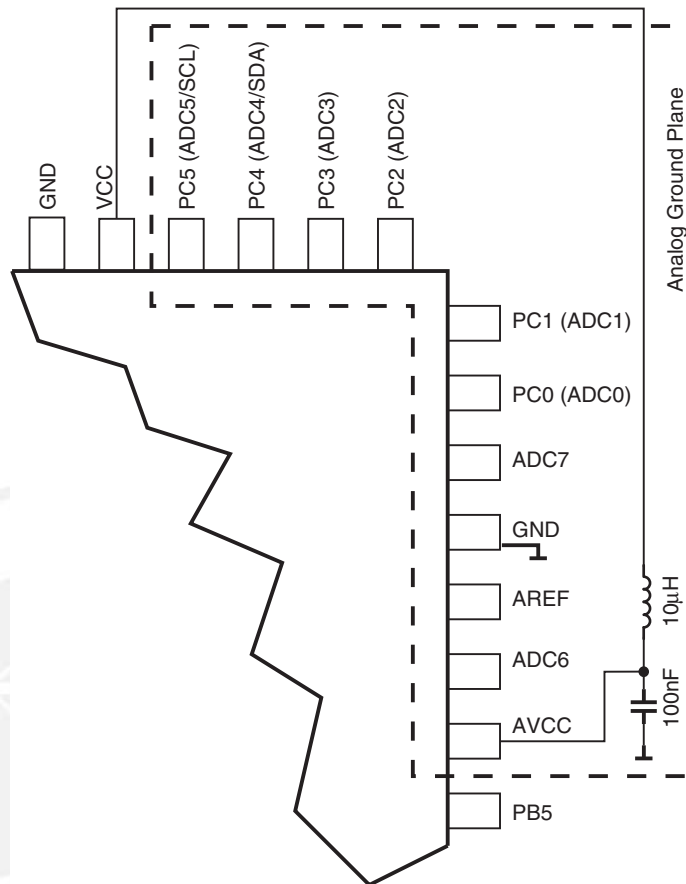 GND
VCC
PC5 (ADC5/SCL)
PC4 (ADC4/SDA)
PC3 (ADC3)
PC2 (ADC2)
Analog Ground Plane
PC1 (ADC1)
PC0 (ADC0)
ADC7
GND
AREF
10μH
ADC6
100nF
AVCC
PB5